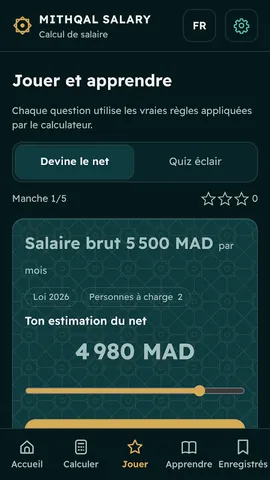 MITHQAL SALARY
Calcul de salaire
FR
Jouer et apprendre
Chaque question utilise les vraies règles appliquées
par le calculateur.
Devine le net
Quiz éclair
Manche 1/5
0
Salaire brut 5 500 MAD par
mois
Loi 2026
Personnes à charge 2
Ton estimation du net
4 980 MAD
Accueil
Calculer
Jouer
Apprendre
Enregistrés